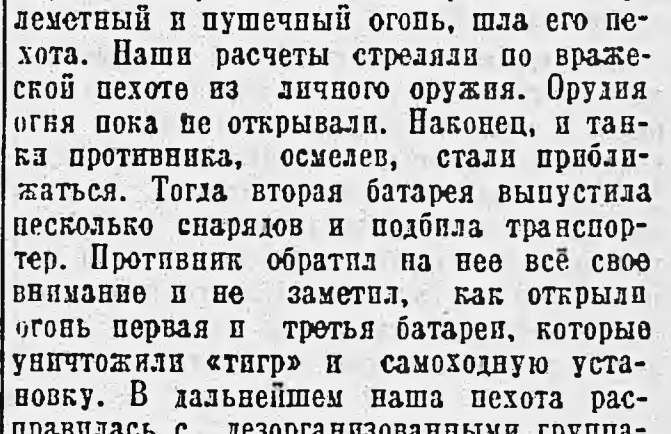 леметный и пушечный огонь, шла его пе-
хота. Наши расчеты стреляли по враже-
ской пехоте из личного оружия. Орудия
огня пока не открывали. Наконец, и тан-
ки противника, осмелев, стали прибли-
жаться. Тогда вторая батарея выпустила
несколько снарядов и подбила транспор-
тер. Противник обратил на нее всё свое
внимание и не заметил, как открыли
огонь первая и третья батареи, которые
уничтожили «тигр» и самоходную уста-
новку. В дальнейшем наша пехота рас-
правилась с дезорганизованными группа-